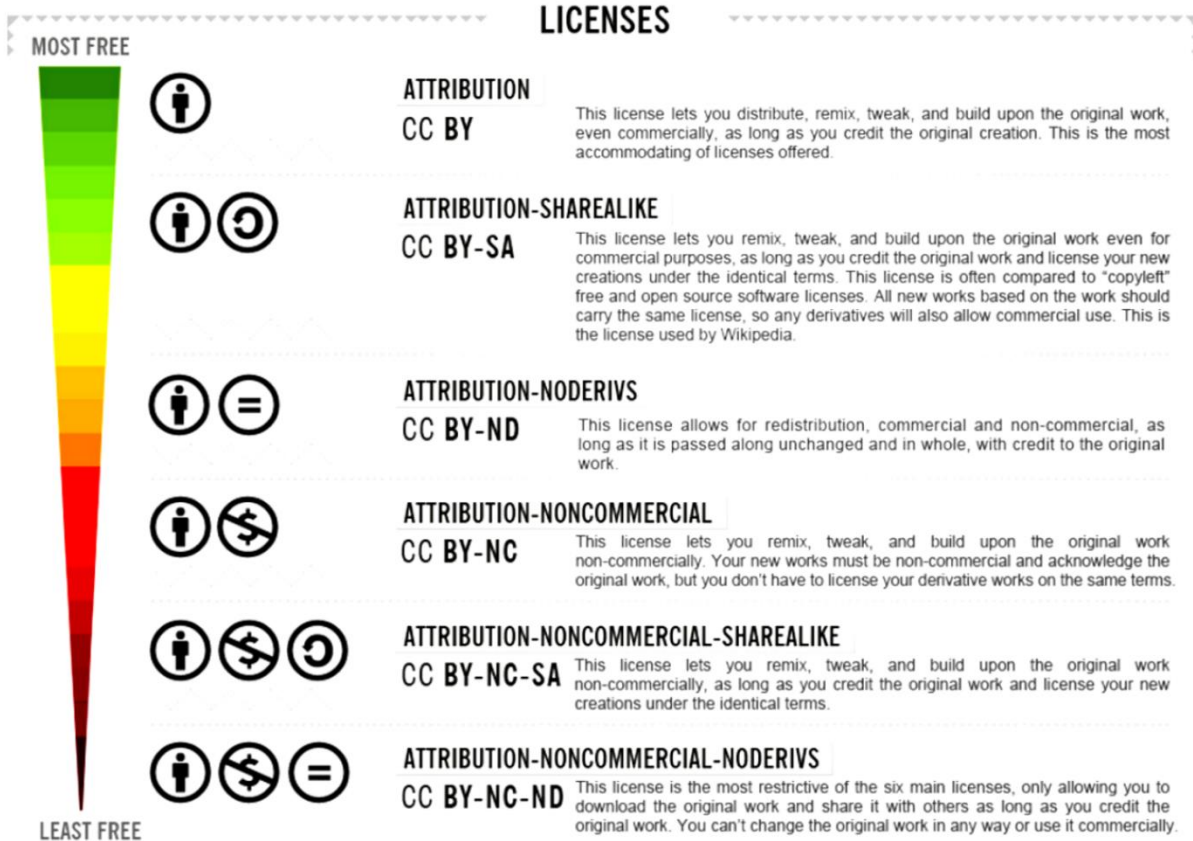 LICENSES
MOST FREE
ATTRIBUTION
CC BY
This license lets you distribute, remix, tweak, and build upon the original work,
even commercially, as long as you credit the original creation. This is the most
accommodating of licenses offered.
ATTRIBUTION-SHAREALIKE
CC BY-SA
This license lets you remix, tweak, and build upon the original work even for
commercial purposes, as long as you credit the original work and license your new
creations under the identical terms. This license is often compared to “copyleft”
free and open source software licenses. All new works based on the work should
carry the same license, so any derivatives will also allow commercial use. This is
the license used by Wikipedia.
ATTRIBUTION-NODERIVS
CC BY-ND
This license allows for redistribution, commercial and non-commercial, as
long as it is passed along unchanged and in whole, with credit to the original
work.
ATTRIBUTION-NONCOMMERCIAL
CC BY-NC
This license lets you remix, tweak, and build upon the original work
non-commercially. Your new works must be non-commercial and acknowledge the
original work, but you don’t have to license your derivative works on the same terms.
ATTRIBUTION-NONCOMMERCIAL-SHAREALIKE
CC BY-NC-SA
This license lets you remix, tweak, and build upon the original work
non-commercially, as long as you credit the original work and license your new
creations under the identical terms.
ATTRIBUTION-NONCOMMERCIAL-NODERIVS
CC BY-NC-ND
This license is the most restrictive of the six main licenses, only allowing you to
download the original work and share it with others as long as you credit the
original work. You can’t change the original work in any way or use it commercially.
LEAST FREE